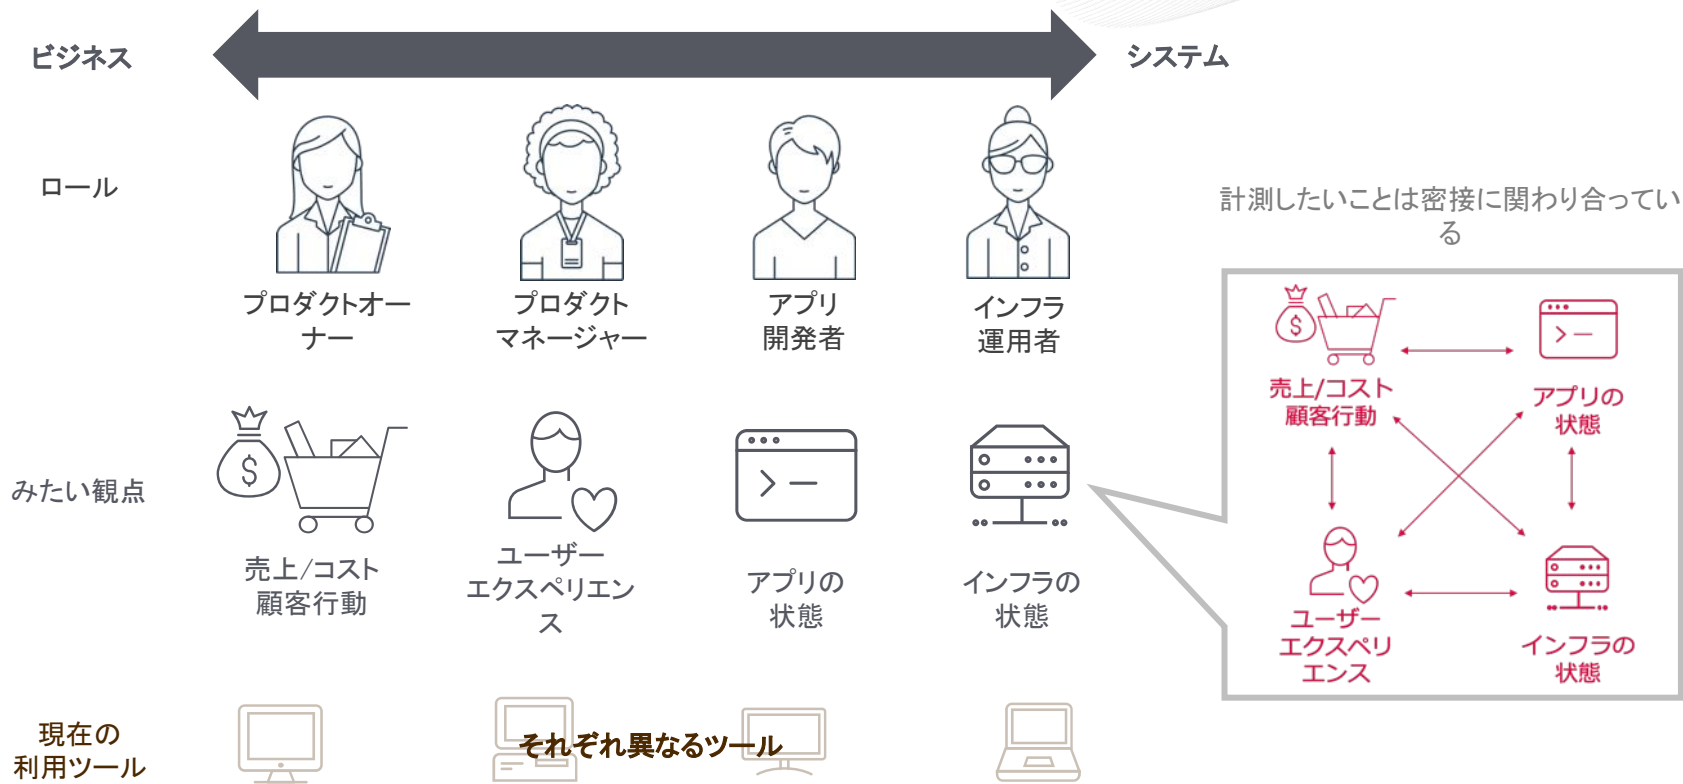 ビジネス
システム
ロール
プロダクトオー
ナー
プロダクト
マネージャー
アプリ
開発者
インフラ
運用者
計測したいことは密接に関わり合ってい
る
売上/コスト
顧客行動
アプリの
状態
ユーザー
エクスペリ
エンス
インフラの
状態
みたい観点
売上/コスト
顧客行動
ユーザー
エクスペリエン
ス
アプリの
状態
インフラの
状態
現在の
利用ツール
それぞれ異なるツール